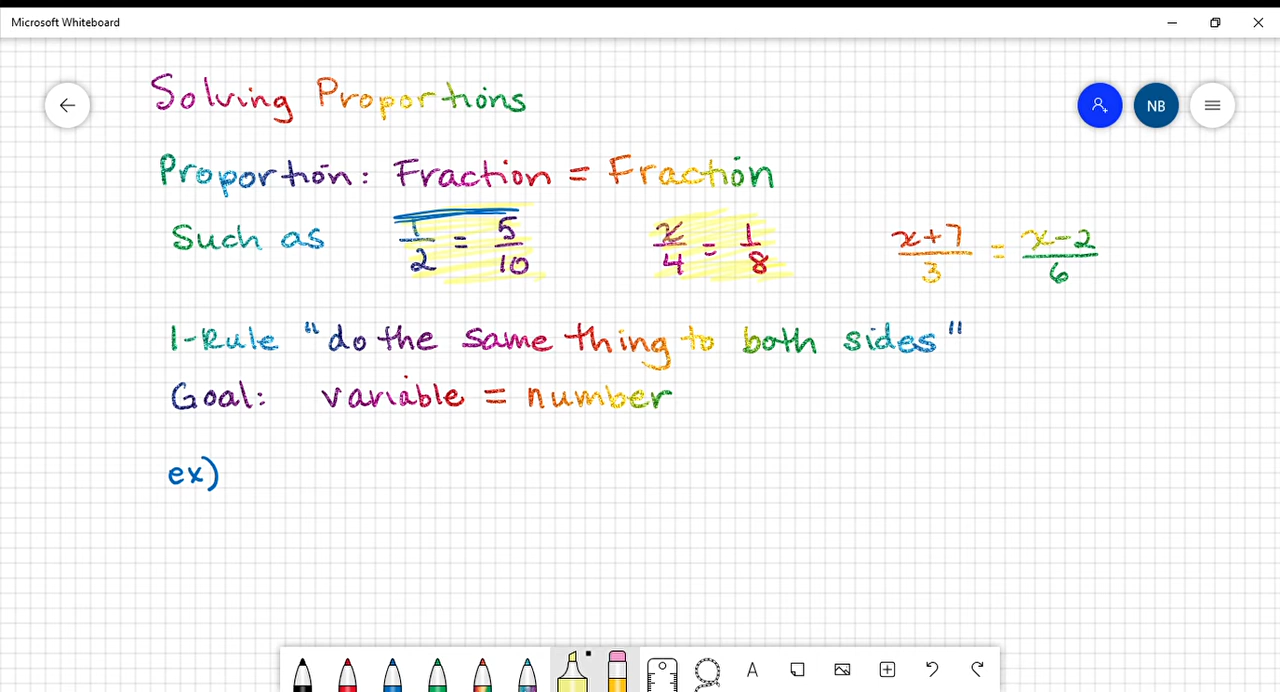 Microsoft Whiteboard
Solving Proportions
NB
Proportion: Fraction = Fraction
Such as 1/2 = 5/10 x/4 = 1/8 x+7/3 = x-2/6
1-Rule "do the same thing to both sides"
Goal: variable = number
ex)
A